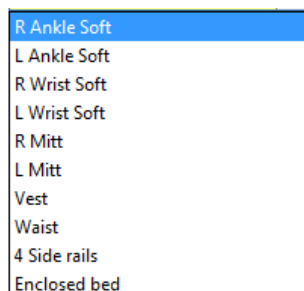 R Ankle Soft
L Ankle Soft
R Wrist Soft
L Wrist Soft
R Mitt
L Mitt
Vest
Waist
4 Side rails
Enclosed bed